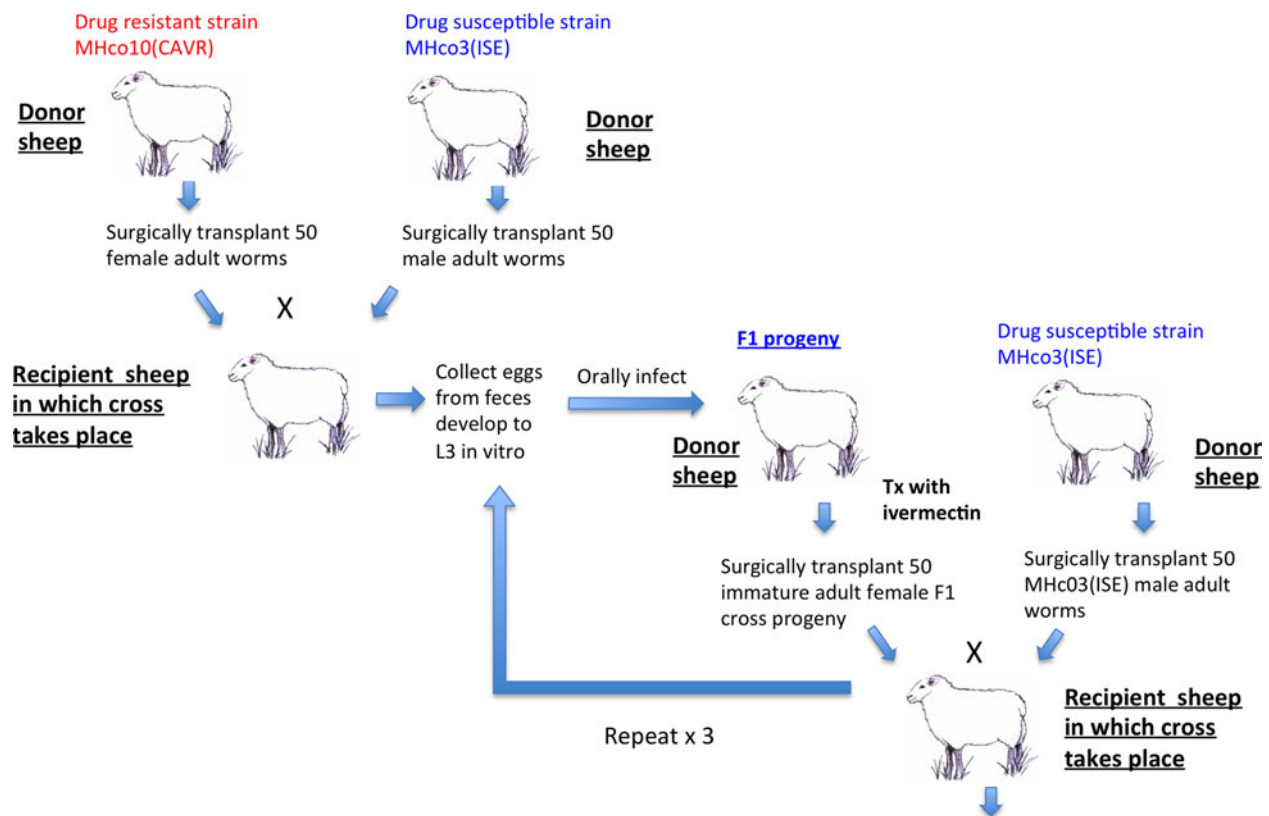 Drug resistant strain
MHco10(CAVR)
Drug susceptible strain
MHco3(ISE)
Donor
sheep
Donor
sheep
Surgically transplant 50
female adult worms
Surgically transplant 50
male adult worms
X
Recipient sheep
in which cross
takes place
Collect eggs
from feces
develop to
L3 in vitro
Orally infect
F1 progeny
Drug susceptible strain
MHco3(ISE)
Donor
sheep
Tx with
ivermectin
Donor
sheep
Surgically transplant 50
immature adult female F1
cross progeny
Surgically transplant 50
MHc03(ISE) male adult
worms
X
Recipient sheep
in which cross
takes place
Repeat x 3